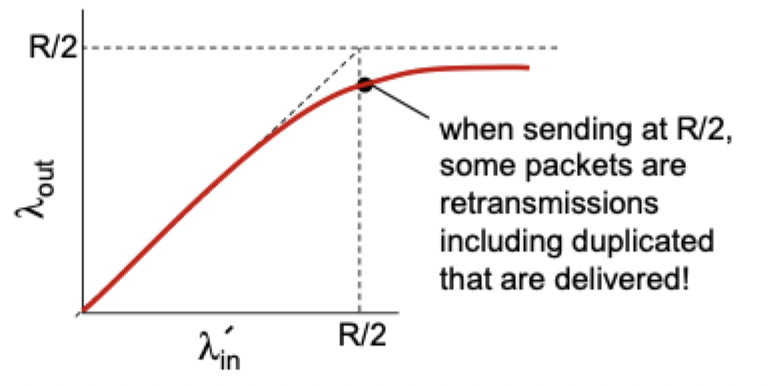 R/2
λout
when sending at R/2,
some packets are
retransmissions
including duplicated
that are delivered!
λ´in
R/2